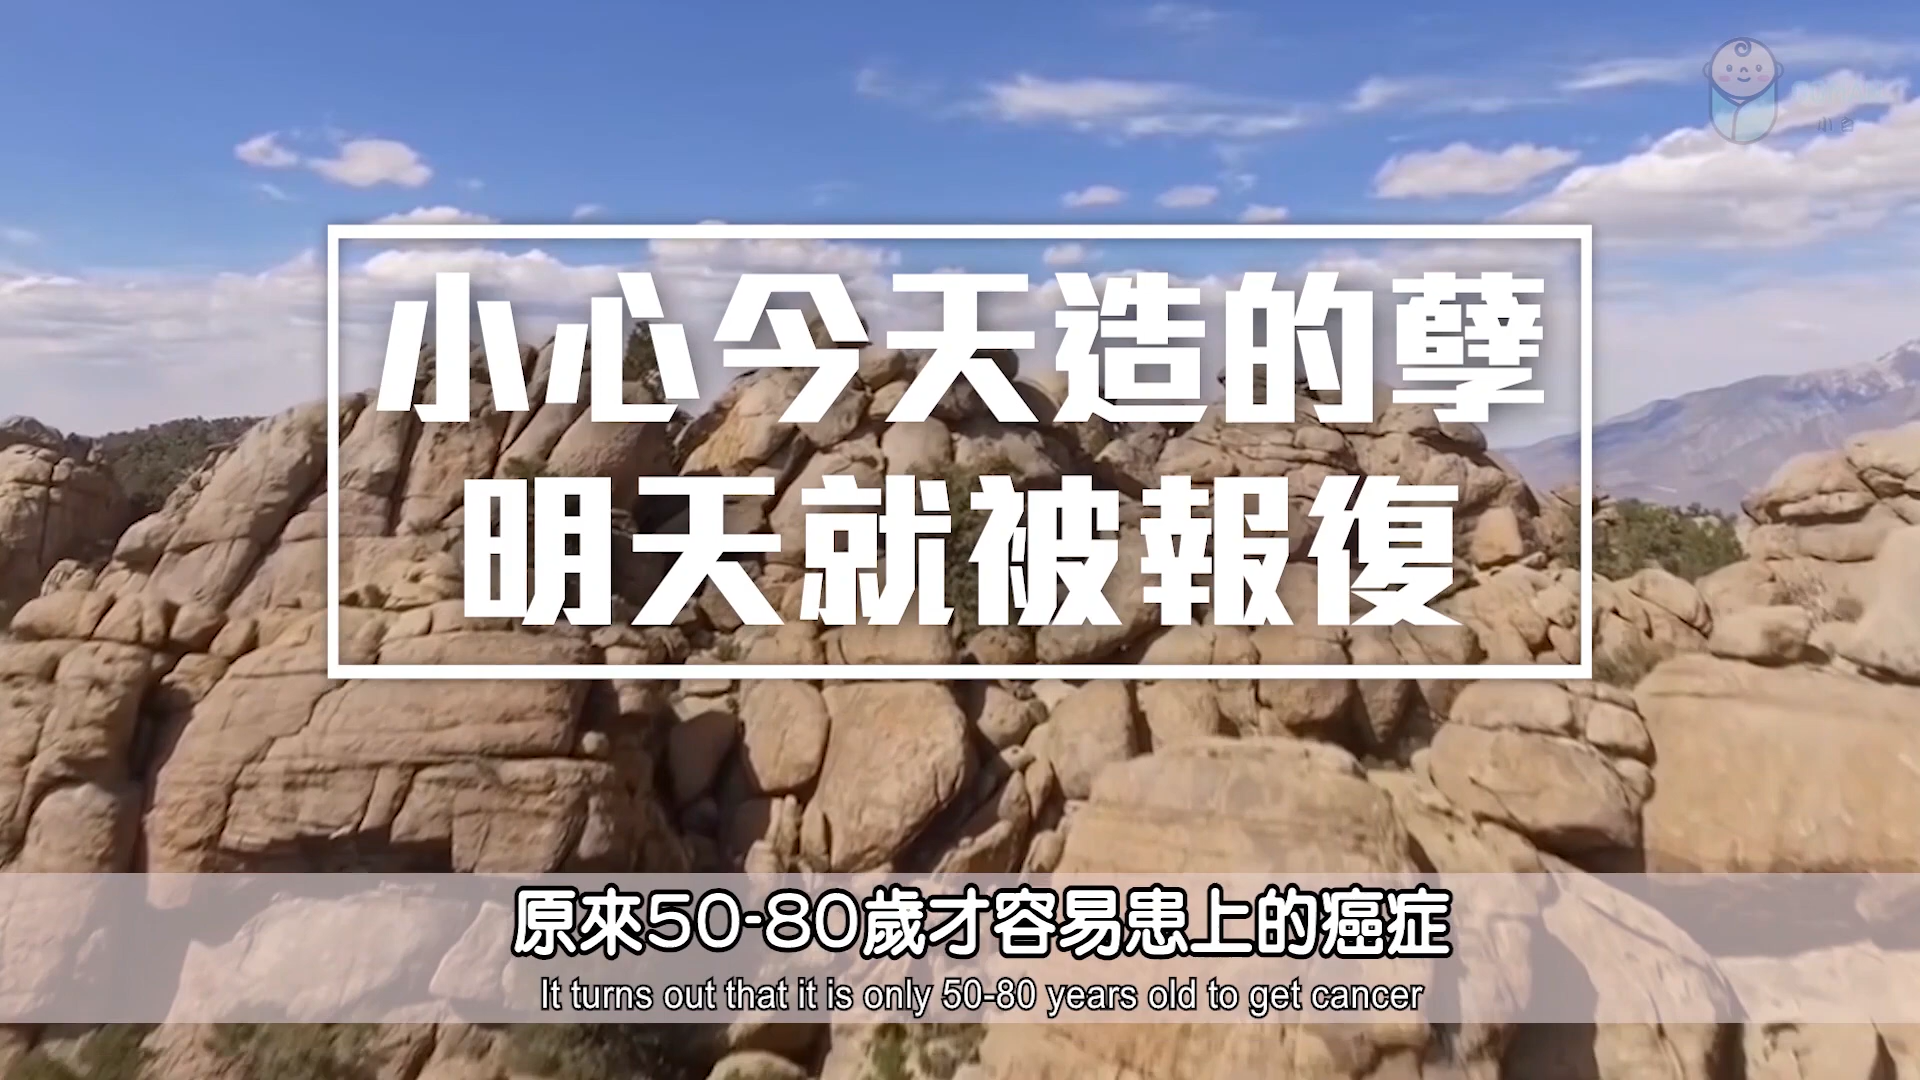 小白
小心今天造的孽
明天就被報復
原來50-80歲才容易患上的癌症
It turns out that it is only 50-80 years old to get cancer